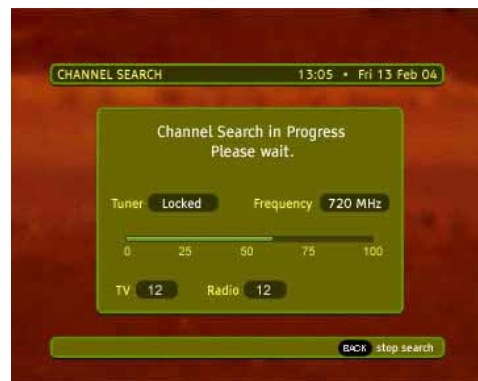 CHANNEL SEARCH 13:05 • Fri 13 Feb 04
Channel Search in Progress
Please wait.
Tuner Locked Frequency 720 MHz
0 25 50 75 100
TV 12 Radio 12
BACK stop search